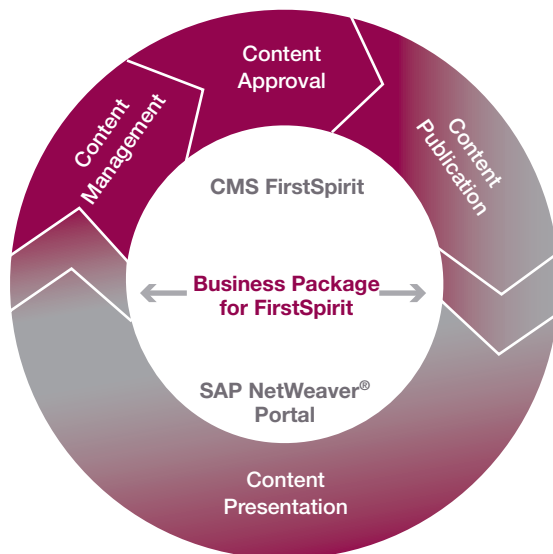 Content
Approval
Content
Management
Content
Publication
CMS FirstSpirit
Business Package
for FirstSpirit
SAP NetWeaver®
Portal
Content
Presentation